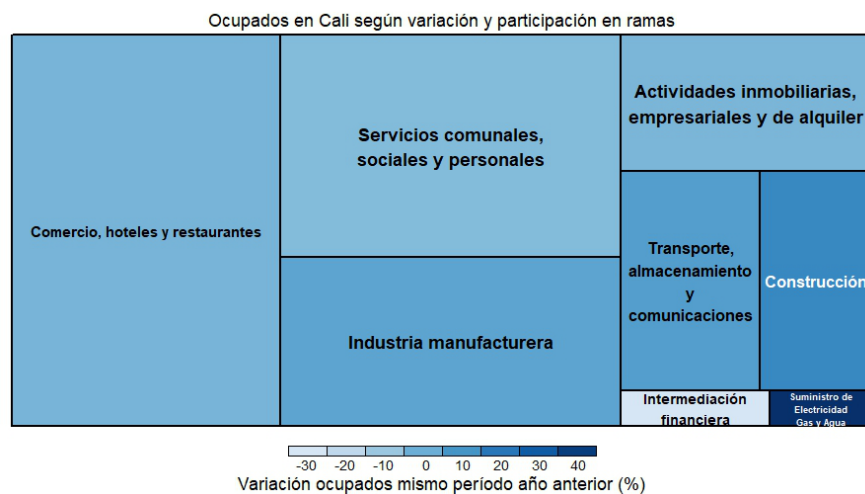 Ocupados en Cali según variación y participación en ramas
Comercio, hoteles y restaurantes
Servicios comunales,
sociales y personales
Industria manufacturera
Actividades inmobiliarias,
empresariales y de alquiler
Transporte,
almacenamiento
y
comunicaciones
Construcción
Intermediación
financiera
Suministro de
Electricidad
Gas y Agua
-30 -20 -10 0 10 20 30 40
Variación ocupados mismo período año anterior (%)